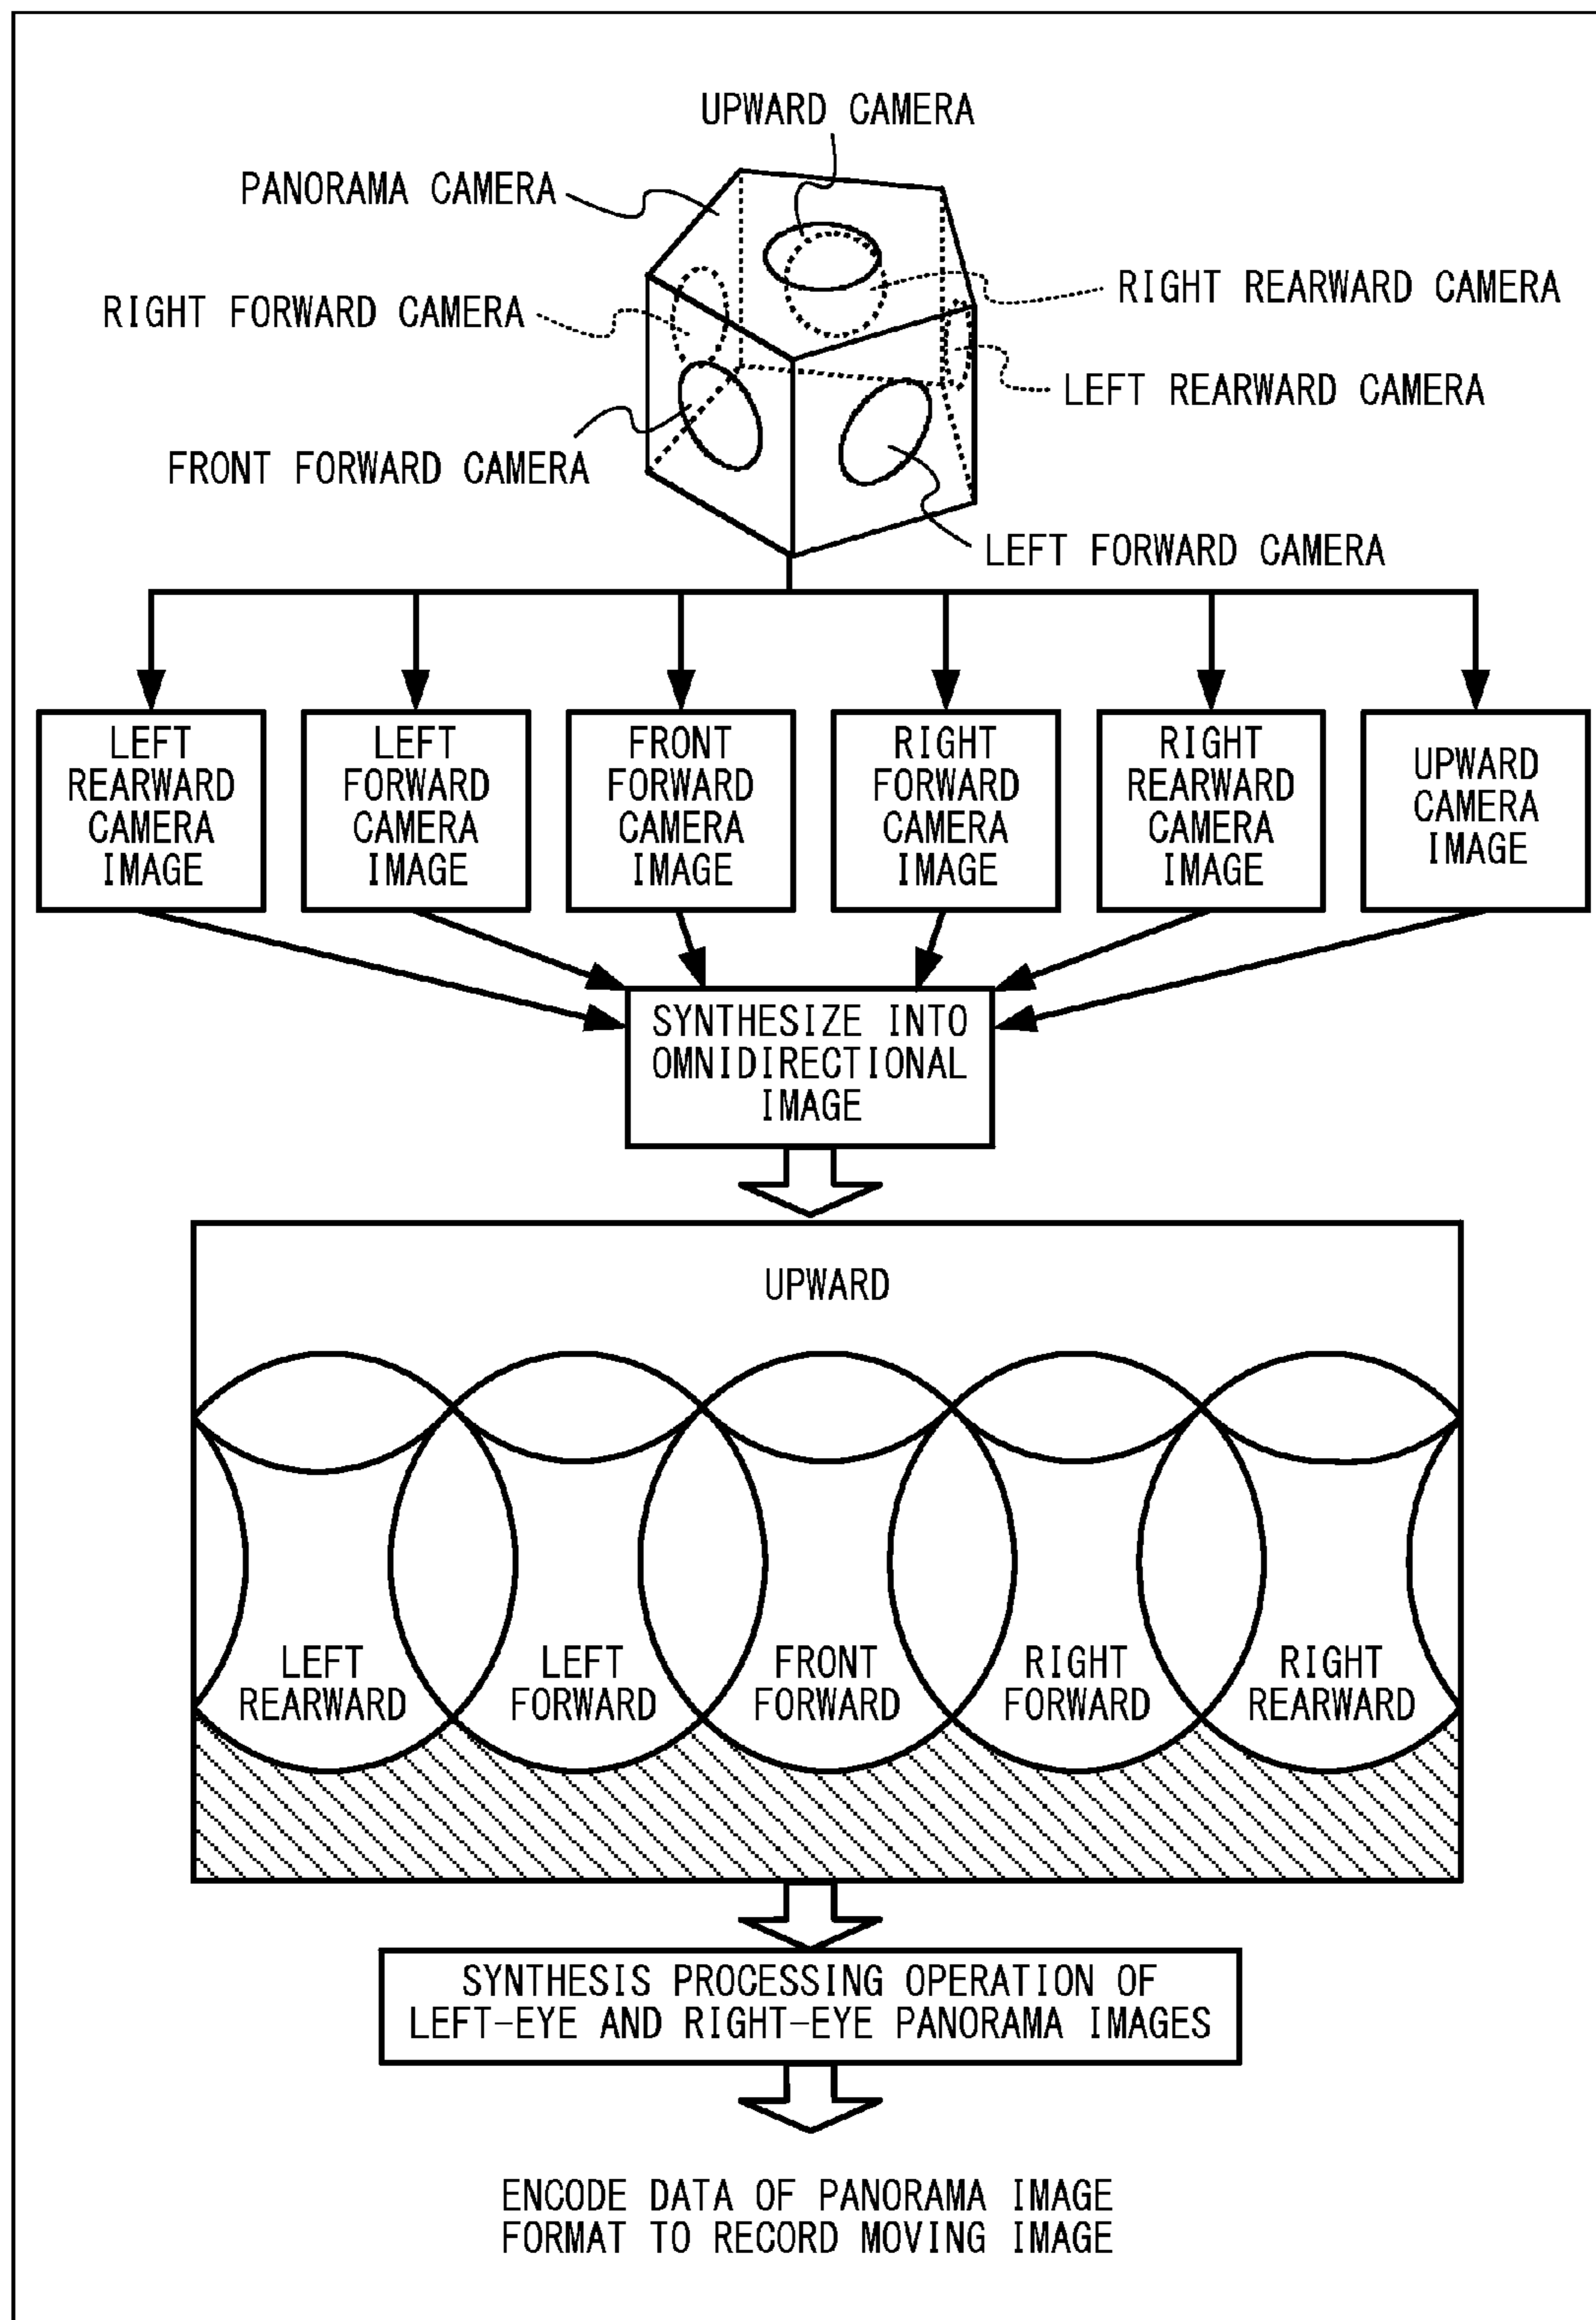 UPWARD CAMERA
PANORAMA CAMERA
RIGHT REARWARD CAMERA
RIGHT FORWARD CAMERA
LEFT REARWARD CAMERA
FRONT FORWARD CAMERA
LEFT FORWARD CAMERA
LEFT
REARWARD
CAMERA
IMAGE
LEFT
FORWARD
CAMERA
IMAGE
FRONT
FORWARD
CAMERA
IMAGE
RIGHT
FORWARD
CAMERA
IMAGE
RIGHT
REARWARD
CAMERA
IMAGE
UPWARD
CAMERA
IMAGE
SYNTHESIZE INTO
OMNIDIRECTIONAL
IMAGE
UPWARD
LEFT
REARWARD
LEFT
FORWARD
FRONT
FORWARD
RIGHT
FORWARD
RIGHT
REARWARD
SYNTHESIS PROCESSING OPERATION OF
LEFT-EYE AND RIGHT-EYE PANORAMA IMAGES
ENCODE DATA OF PANORAMA IMAGE
FORMAT TO RECORD MOVING IMAGE